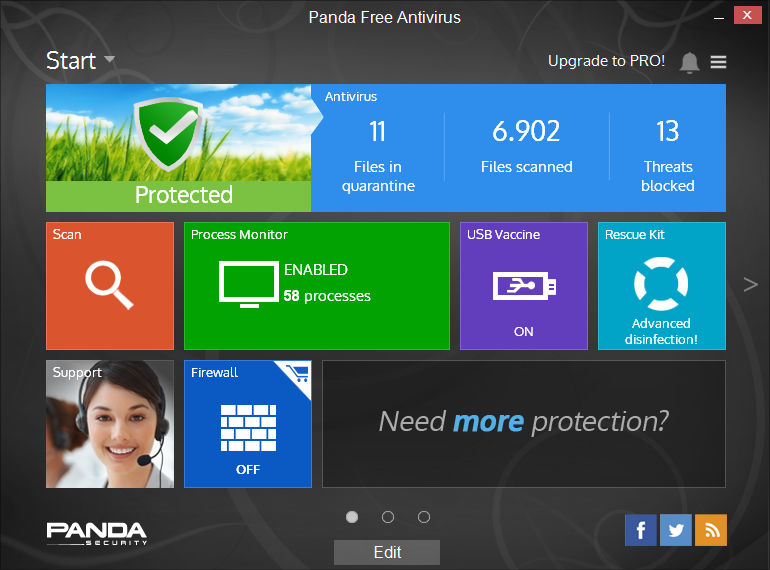 Panda Free Antivirus
Start
Upgrade to PRO!
Antivirus
11
Files in
quarantine
6.902
Files scanned
13
Threats
blocked
Protected
Scan
Process Monitor
ENABLED
58 processes
USB Vaccine
ON
Rescue Kit
Advanced
disinfection!
Support
Firewall
OFF
Need more protection?
PANDA
SECURITY
Edit